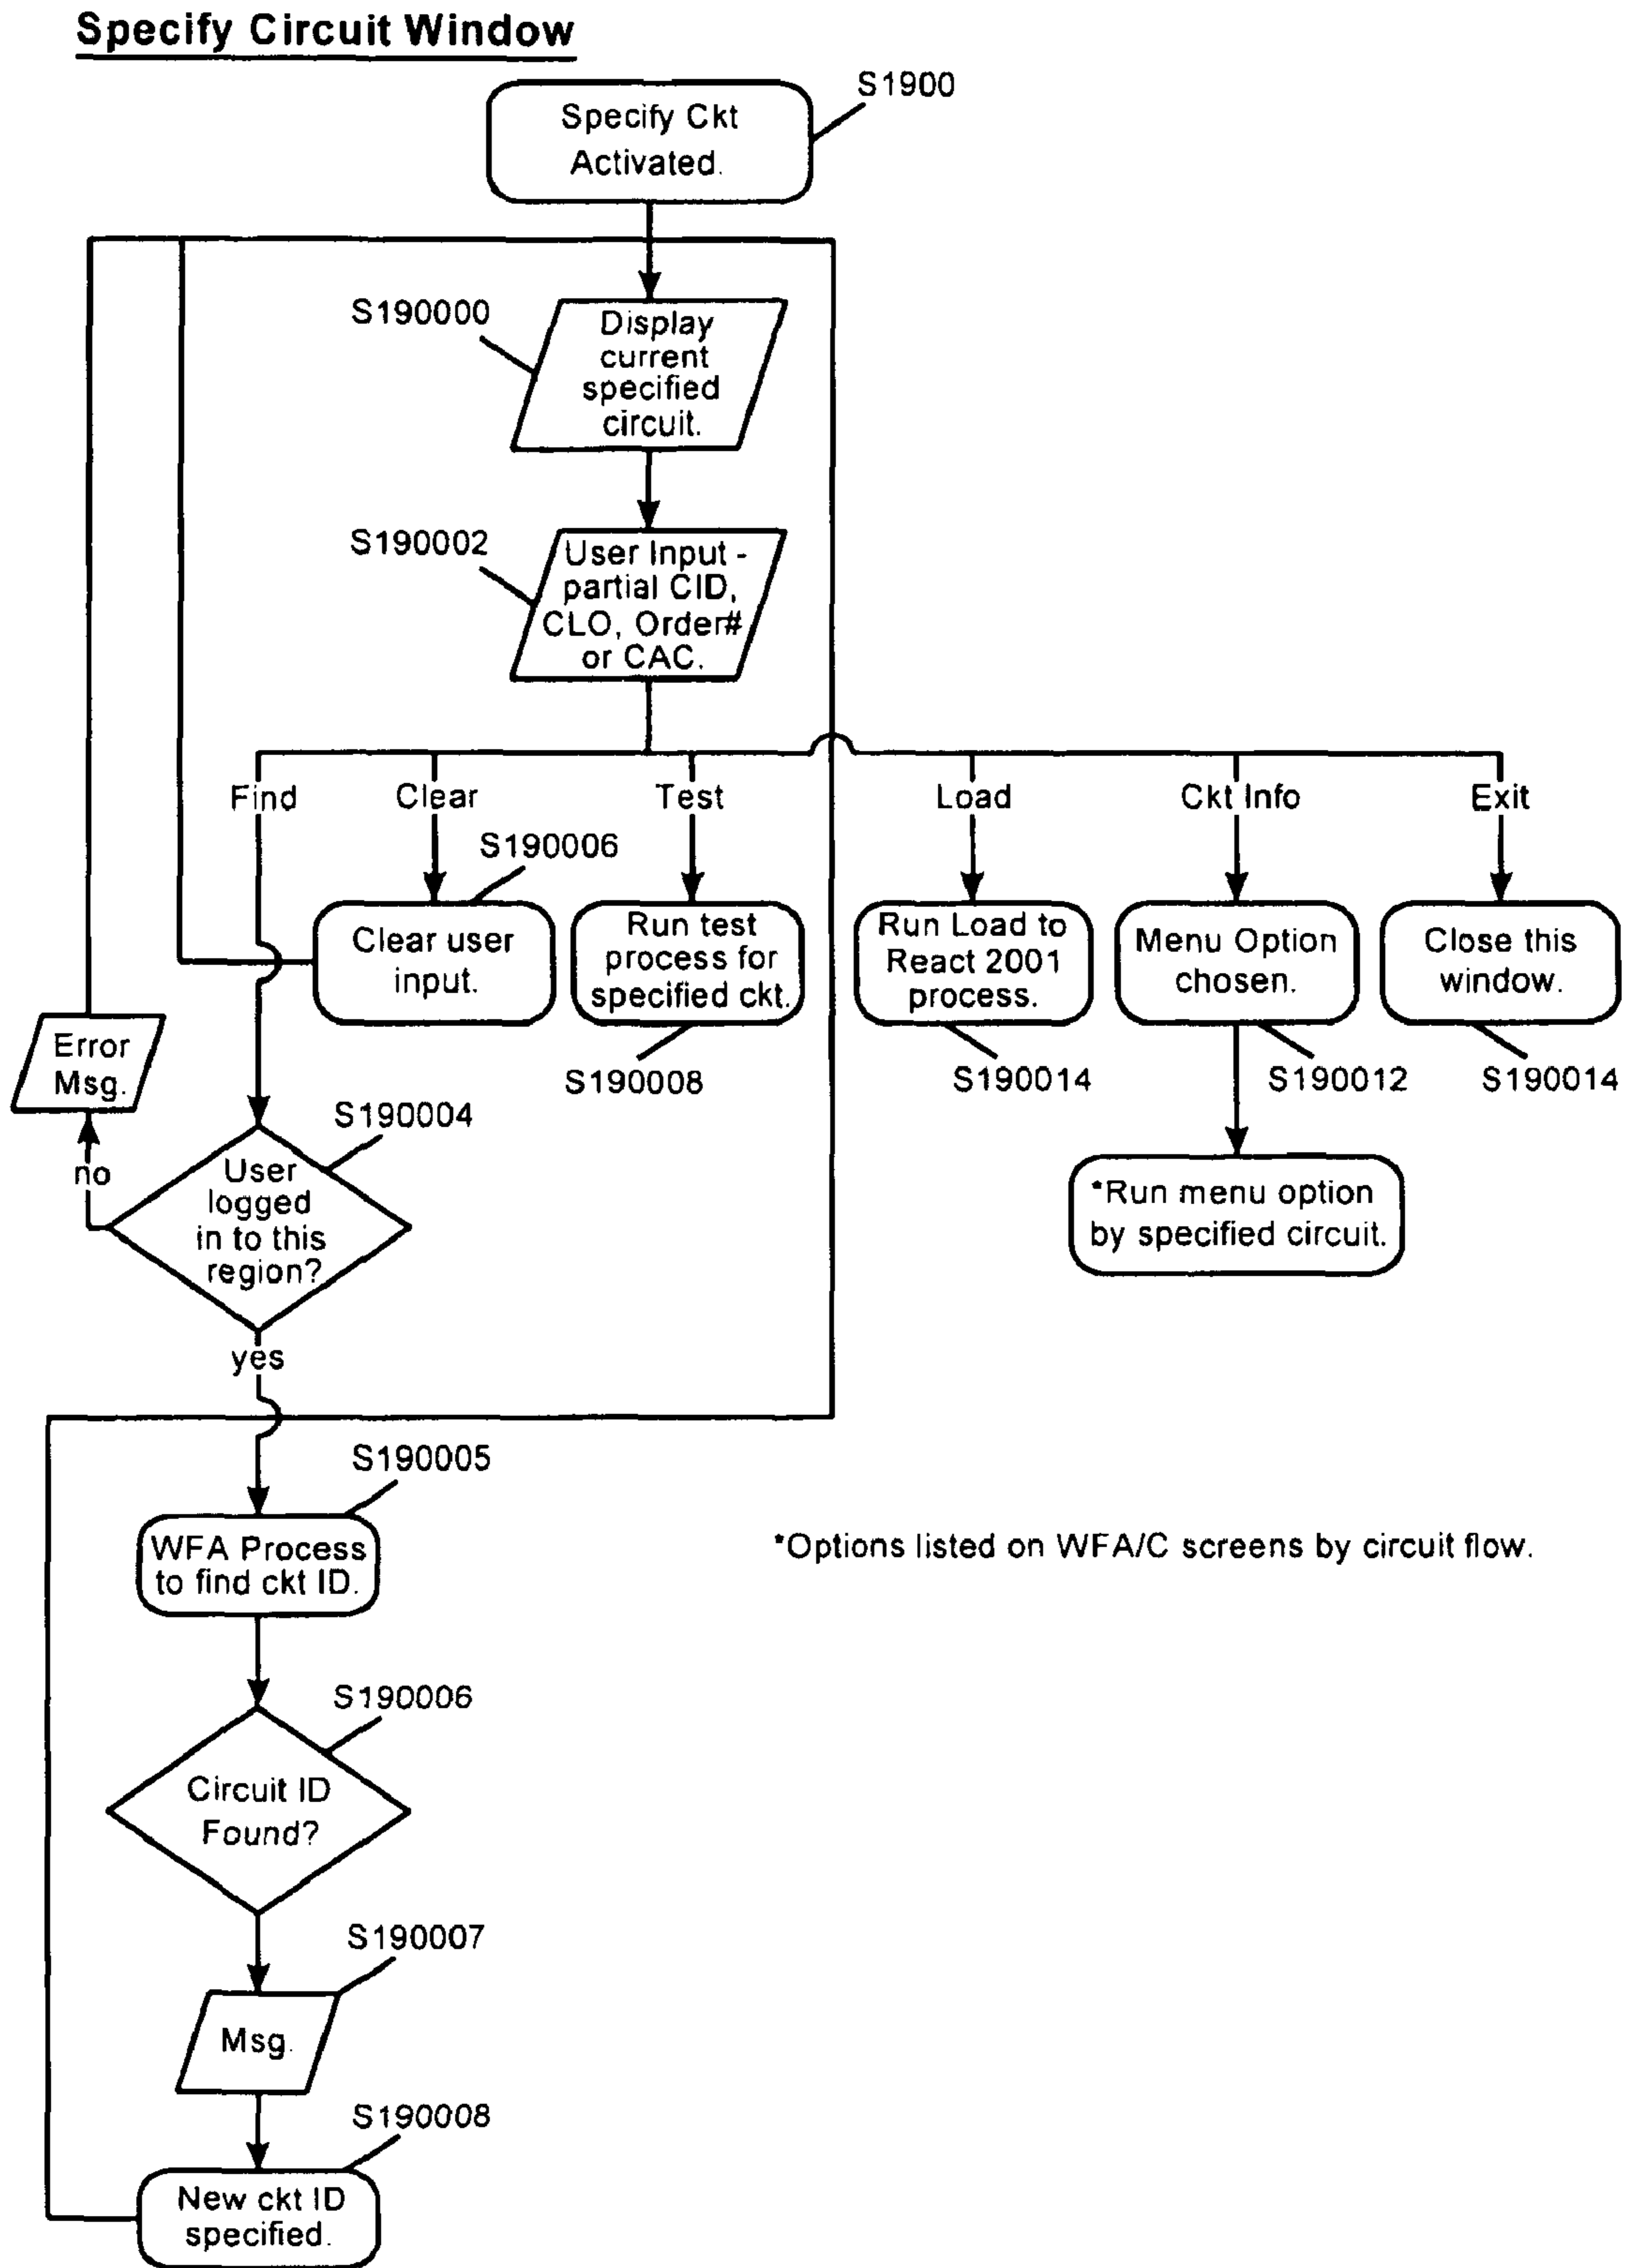 Specify Circuit Window
S1900
Specify Ckt
Activated.
S190000
Display
current
specified
circuit.
S190002
User Input -
partial CID,
CLO, Order#
or CAC.
Find
Clear
Test
Load
Ckt Info
Exit
S190006
Clear user
input.
Run test
process for
specified ckt.
Run Load to
React 2001
process.
Menu Option
chosen.
Close this
window.
S190008
S190014
S190012
S190014
Error
Msg.
no
S190004
User
logged
in to this
region?
*Run menu option
by specified circuit.
yes
S190005
WFA Process
to find ckt ID.
*Options listed on WFA/C screens by circuit flow.
S190006
Circuit ID
Found?
S190007
Msg.
S190008
New ckt ID
specified.